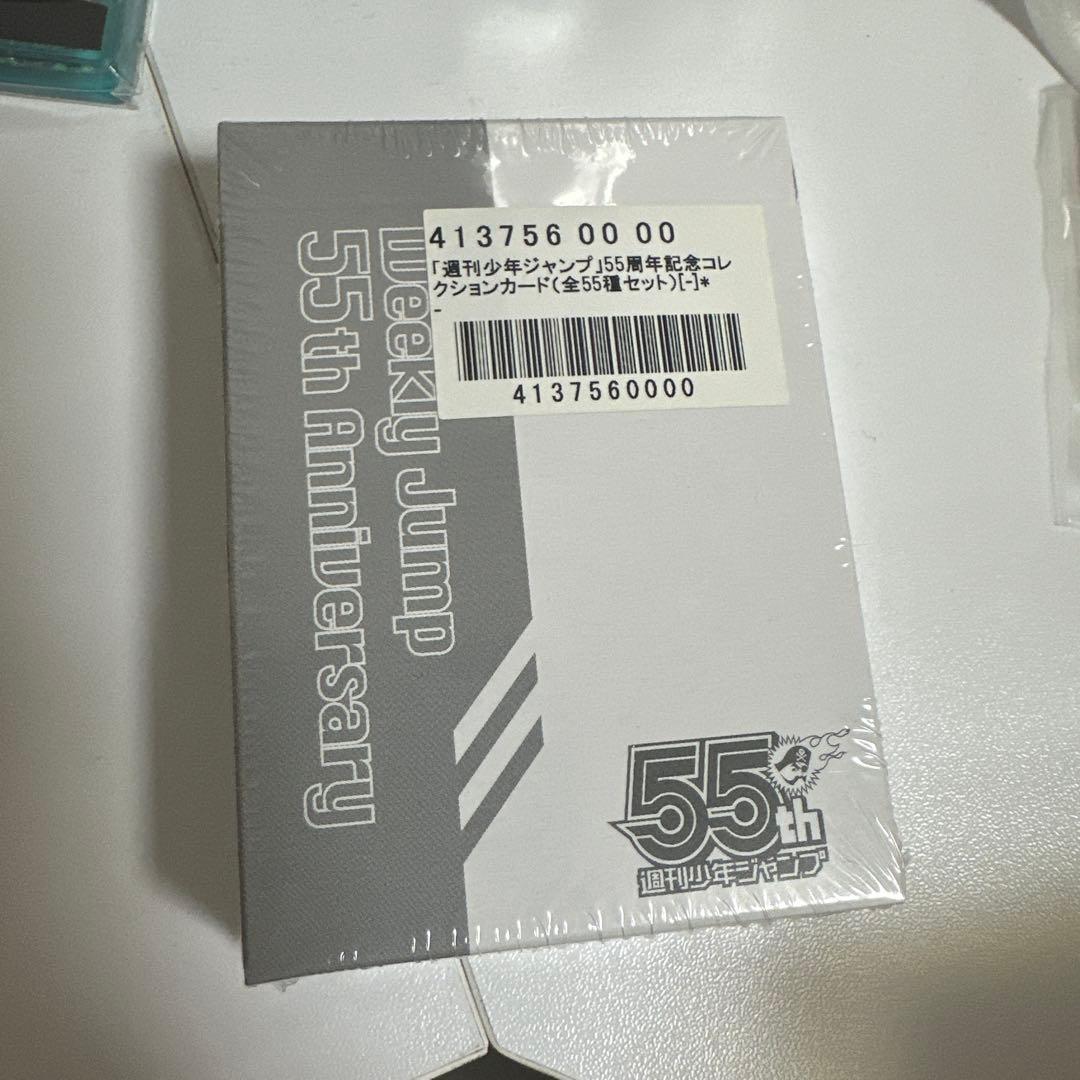 413756 00 00
「週刊少年ジャンプ」55周年記念コレ
クションカード(全55種セット)[-]*
-
4137560000
Weekly Jump
55th Anniversary
55th
週刊少年ジャンプ